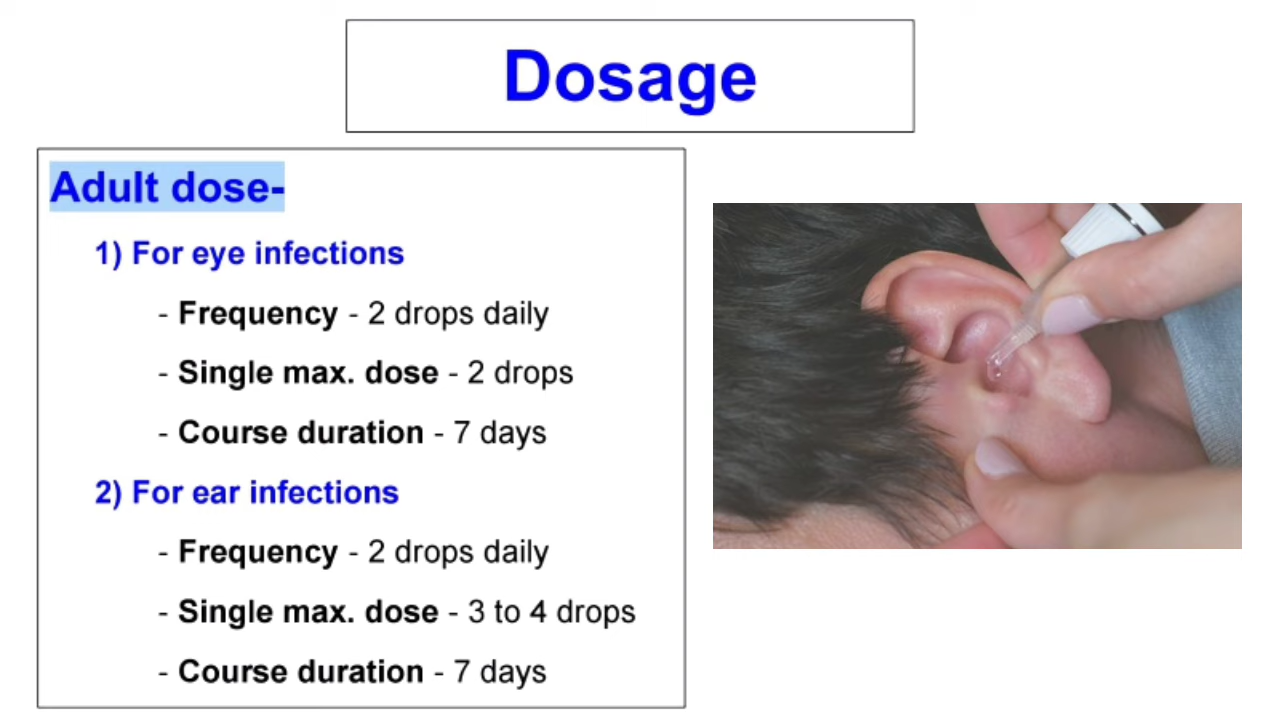 Dosage
Adult dose-
1) For eye infections
- Frequency - 2 drops daily
- Single max. dose - 2 drops
- Course duration - 7 days
2) For ear infections
- Frequency - 2 drops daily
- Single max. dose - 3 to 4 drops
- Course duration - 7 days